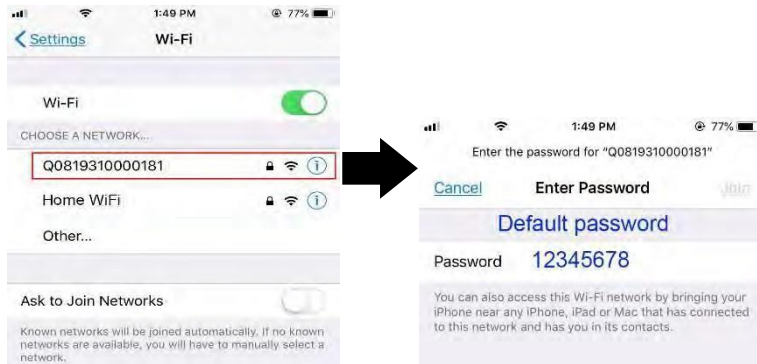 1:49 PM
77%
Settings
Wi-Fi
Wi-Fi
CHOOSE A NETWORK...
Q0819310000181
Home WiFi
Other...
Ask to Join Networks
Known networks will be joined automatically. If no known
networks are available, you will have to manually select a
network.
1:49 PM
77%
Enter the password for "Q0819310000181"
Cancel
Enter Password
Join
Default password
Password
12345678
You can also access this Wi-Fi network by bringing your
iPhone near any iPhone, iPad or Mac that has connected
to this network and has you in its contacts.